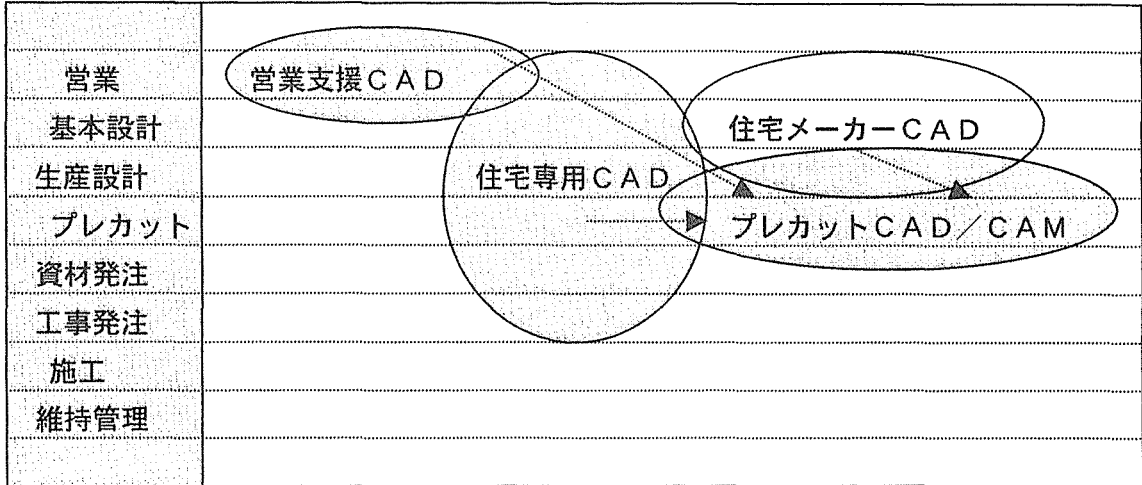 営業
営業支援CAD
基本設計
住宅メーカーCAD
生産設計
住宅専用CAD
プレカット
プレカットCAD/CAM
資材発注
工事発注
施工
維持管理